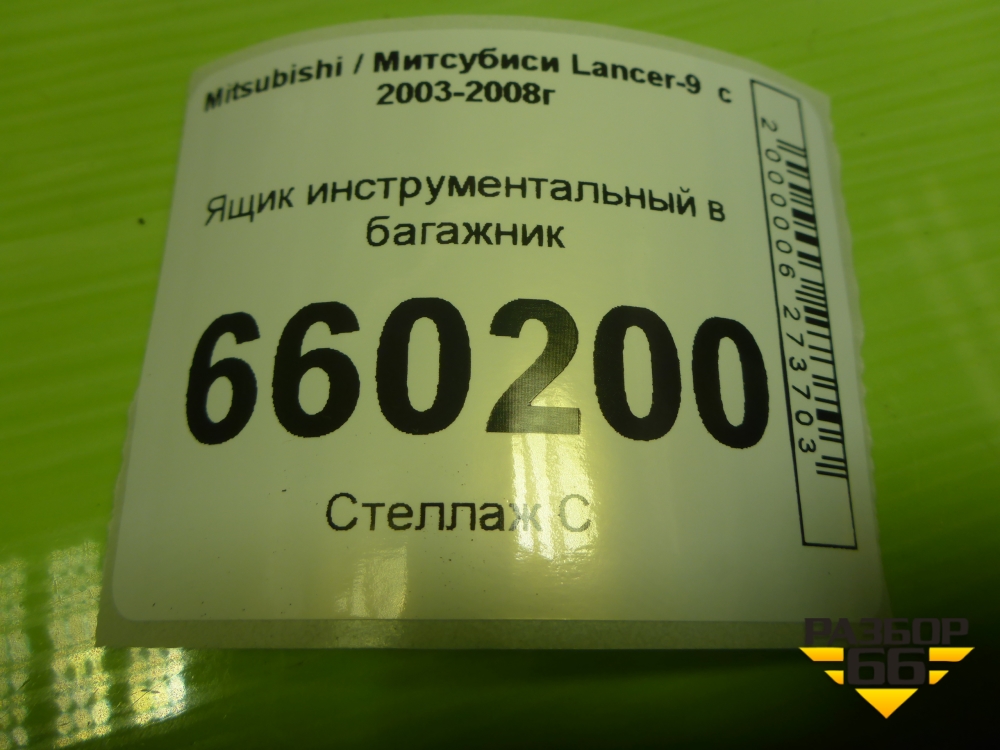 Mitsubishi / Митсубиси Lancer-9 с
2003-2008г
Ящик инструментальный в
багажник
660200
Стеллаж С
2000006273703
РАЗБОР
66